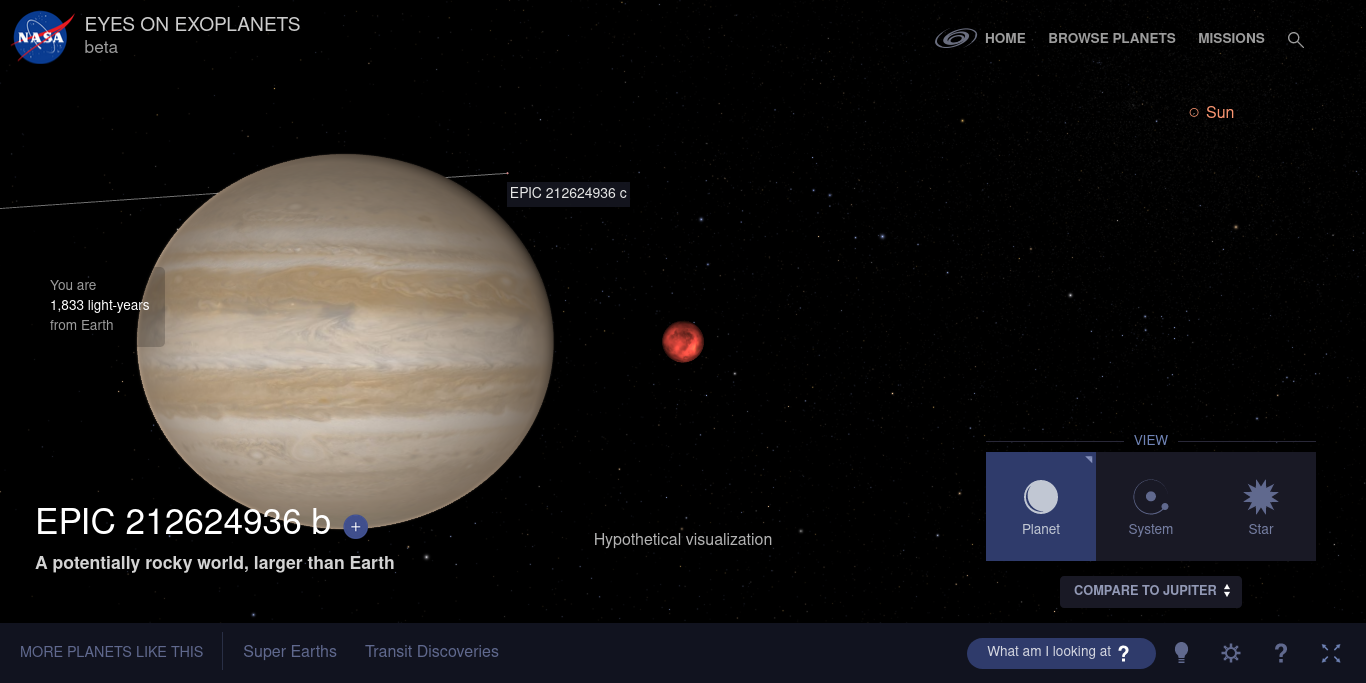 NASA
EYES ON EXOPLANETS
beta
HOME
BROWSE PLANETS
MISSIONS
Sun
EPIC 212624936 c
You are
1,833 light-years
from Earth
VIEW
Planet
System
Star
EPIC 212624936 b
+
A potentially rocky world, larger than Earth
Hypothetical visualization
COMPARE TO JUPITER
MORE PLANETS LIKE THIS
Super Earths
Transit Discoveries
What am I looking at ?
?